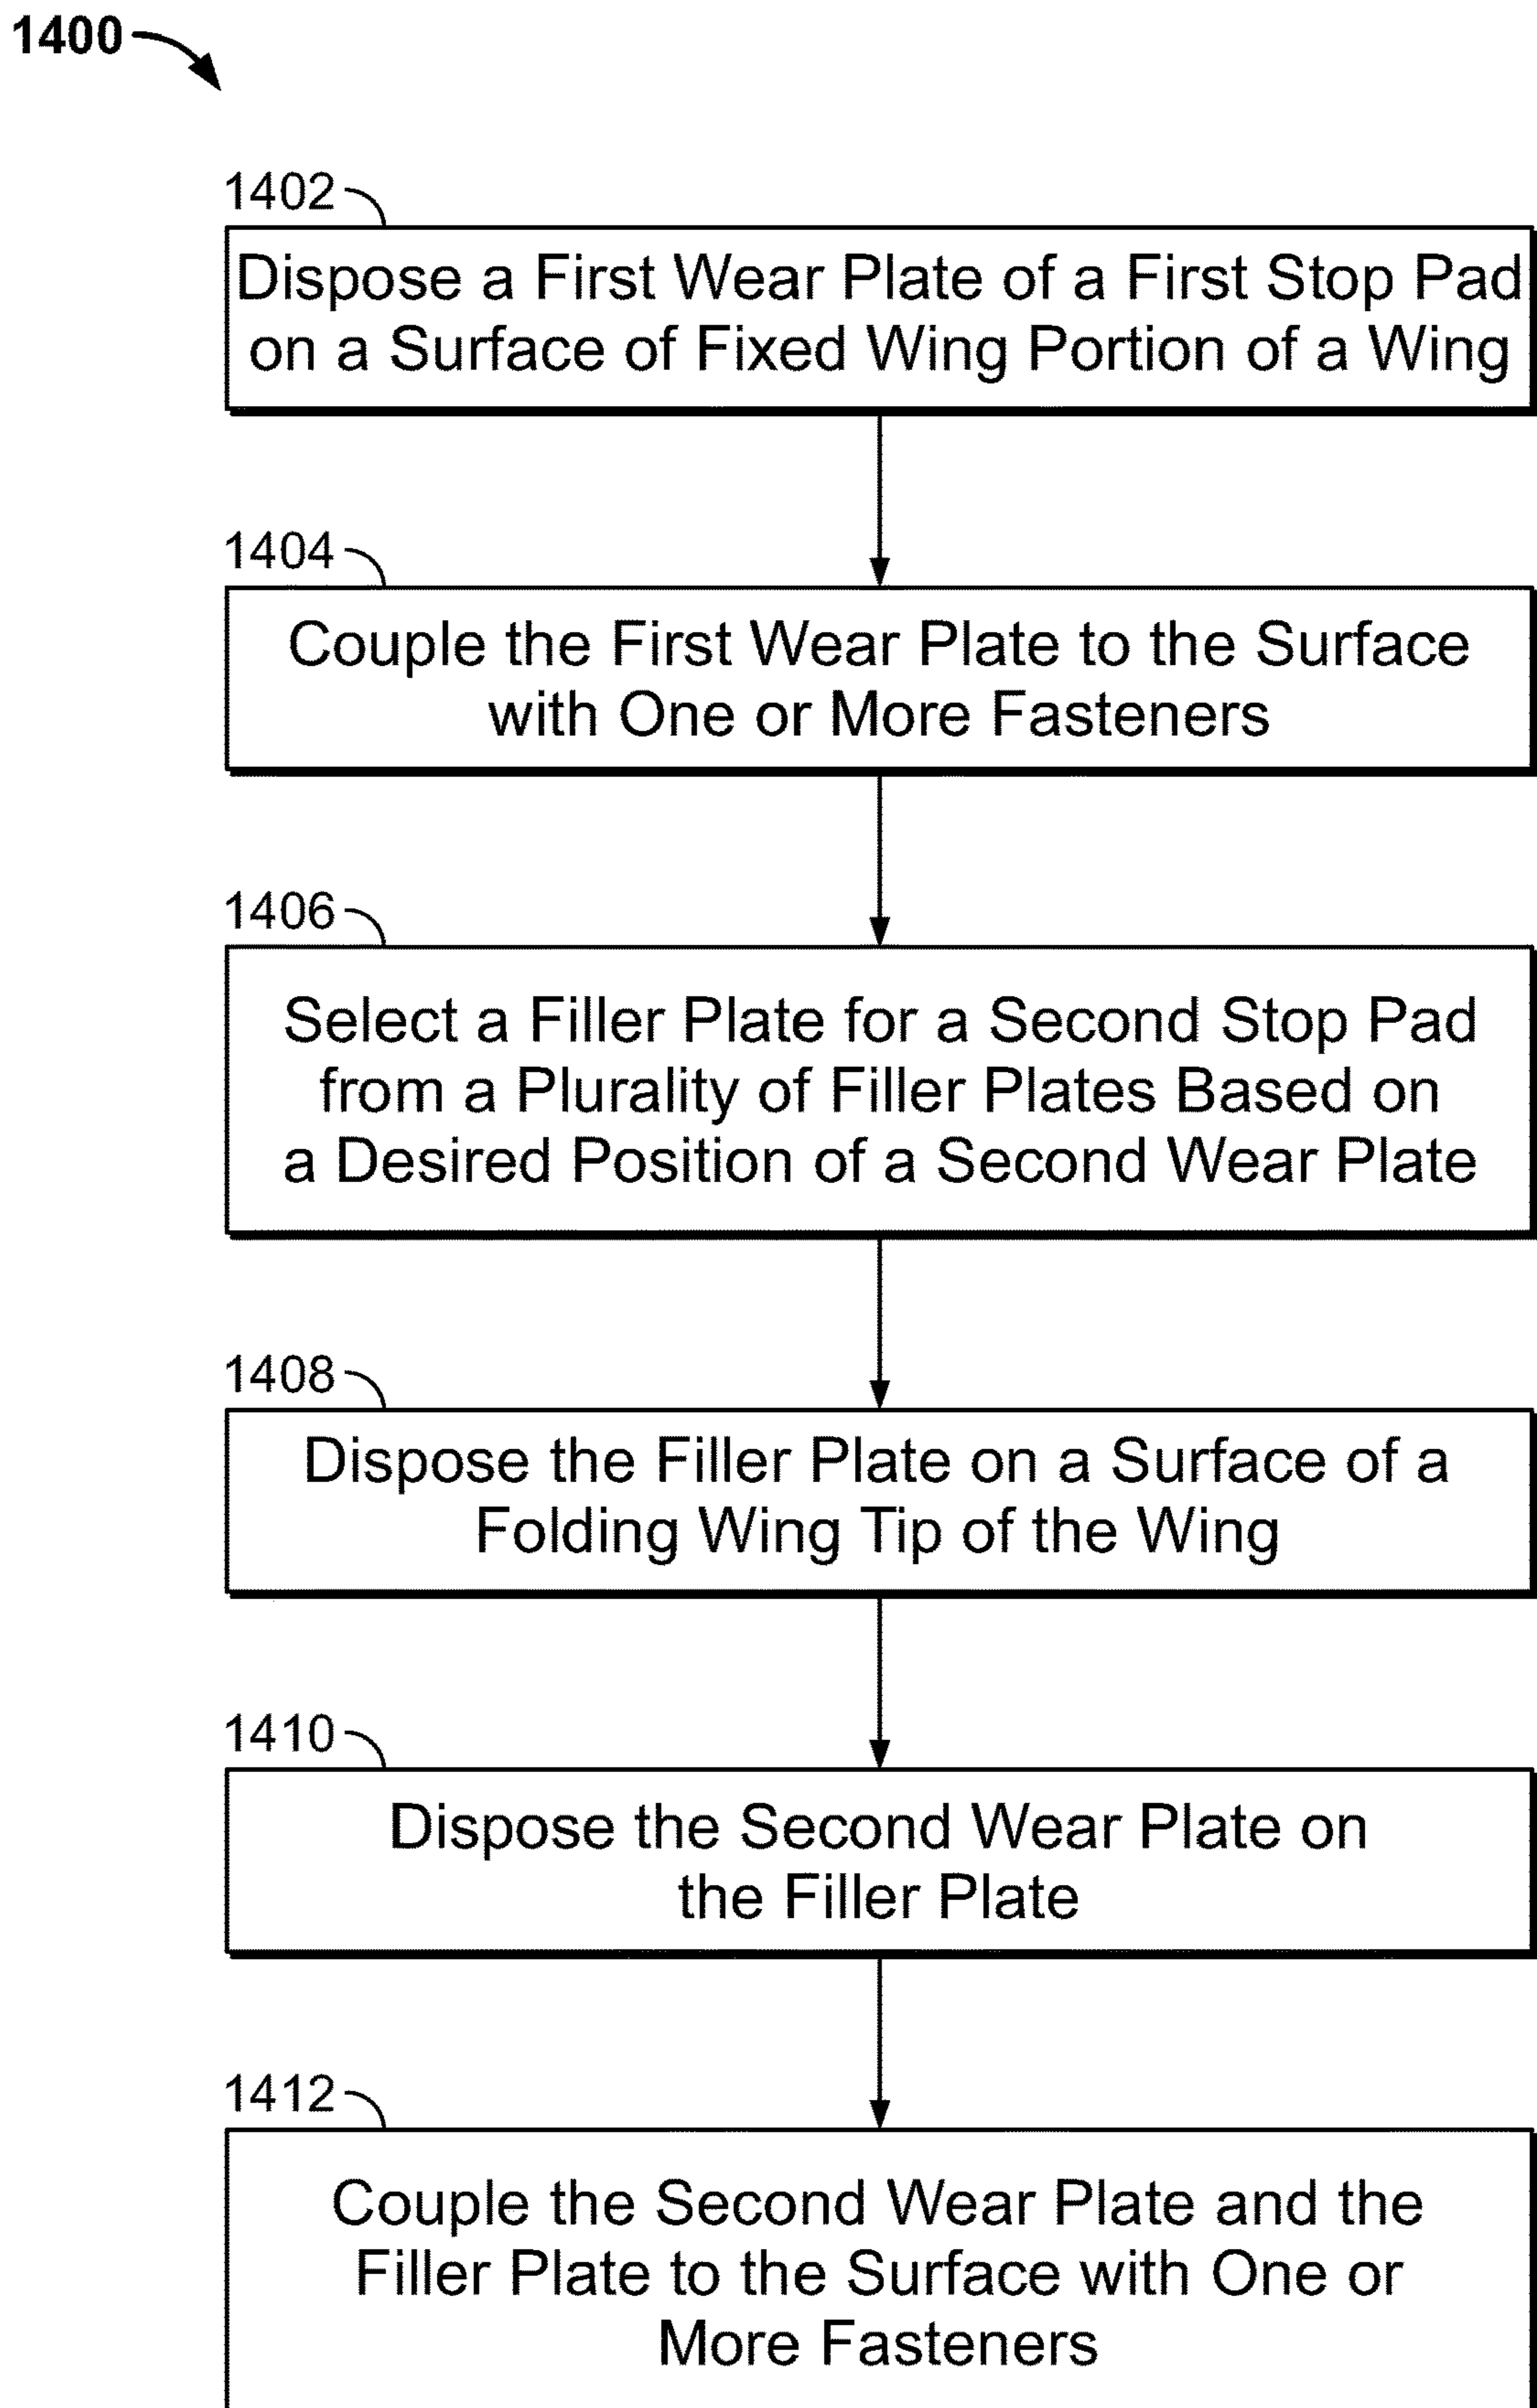 1400
1402
Dispose a First Wear Plate of a First Stop Pad
on a Surface of Fixed Wing Portion of a Wing
1404
Couple the First Wear Plate to the Surface
with One or More Fasteners
1406
Select a Filler Plate for a Second Stop Pad
from a Plurality of Filler Plates Based on
a Desired Position of a Second Wear Plate
1408
Dispose the Filler Plate on a Surface of a
Folding Wing Tip of the Wing
1410
Dispose the Second Wear Plate on
the Filler Plate
1412
Couple the Second Wear Plate and the
Filler Plate to the Surface with One or
More Fasteners